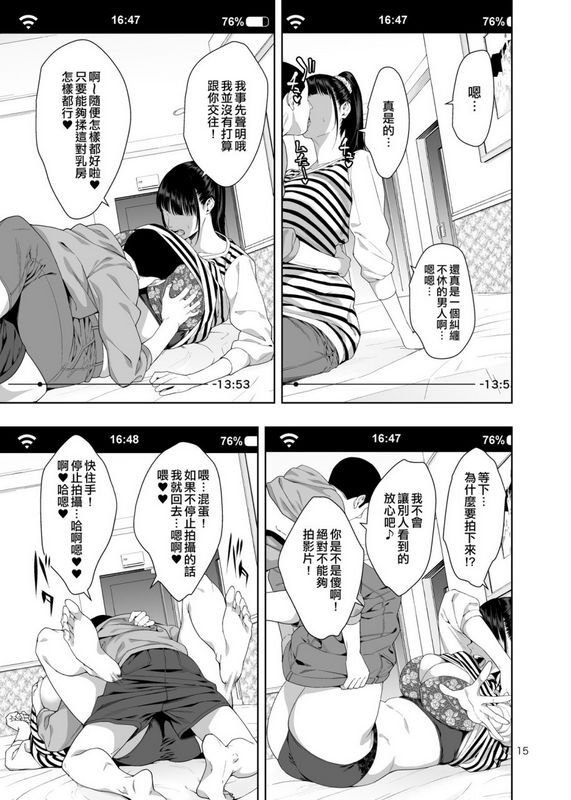 16:47
76%
嗯⋯
真是的⋯
還真是一個糾纏
不休的男人啊⋯
嗯嗯⋯
-13:53
16:47
76%
我事先聲明哦
我並沒有打算
跟你交往！
啊～隨便怎樣都好啦
只要能夠揉這對乳房
怎樣都行♥
-13:53
16:47
76%
等下⋯
為什麼要拍下來!?
我不會
讓別人看到的
放心吧♪
你是不是傻啊！
絕對不能夠
拍影片！
16:48
76%
喂⋯混蛋！
如果不停止拍攝的話
我就回去⋯嗯啊♥
喂♥
快住手！
停止拍攝⋯哈啊嗯♥
啊♥哈嗯⋯♥
15